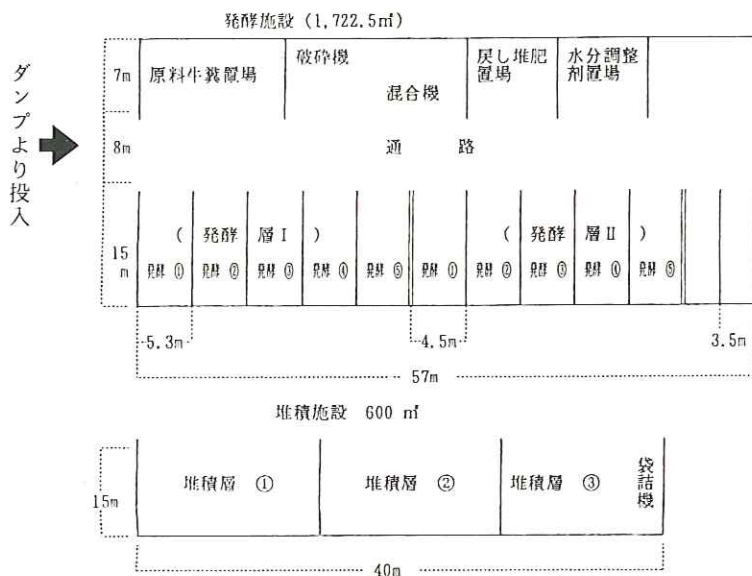 発酵施設 (1,722.5㎡)
ダンプより投入
7m
原料牛糞置場
破砕機
混合機
戻し堆肥
置場
水分調整
剤置場
8m
通 路
15
m
( 発酵 層Ⅰ )
( 発酵 層Ⅱ )
発酵 ① 発酵 ② 発酵 ③ 発酵 ④ 発酵 ⑤ 発酵 ① 発酵 ② 発酵 ③ 発酵 ④ 発酵 ⑤
5.3m
4.5m
3.5m
57m
堆積施設 600 ㎡
15m
堆積層 ①
堆積層 ②
堆積層 ③
袋詰機
40m